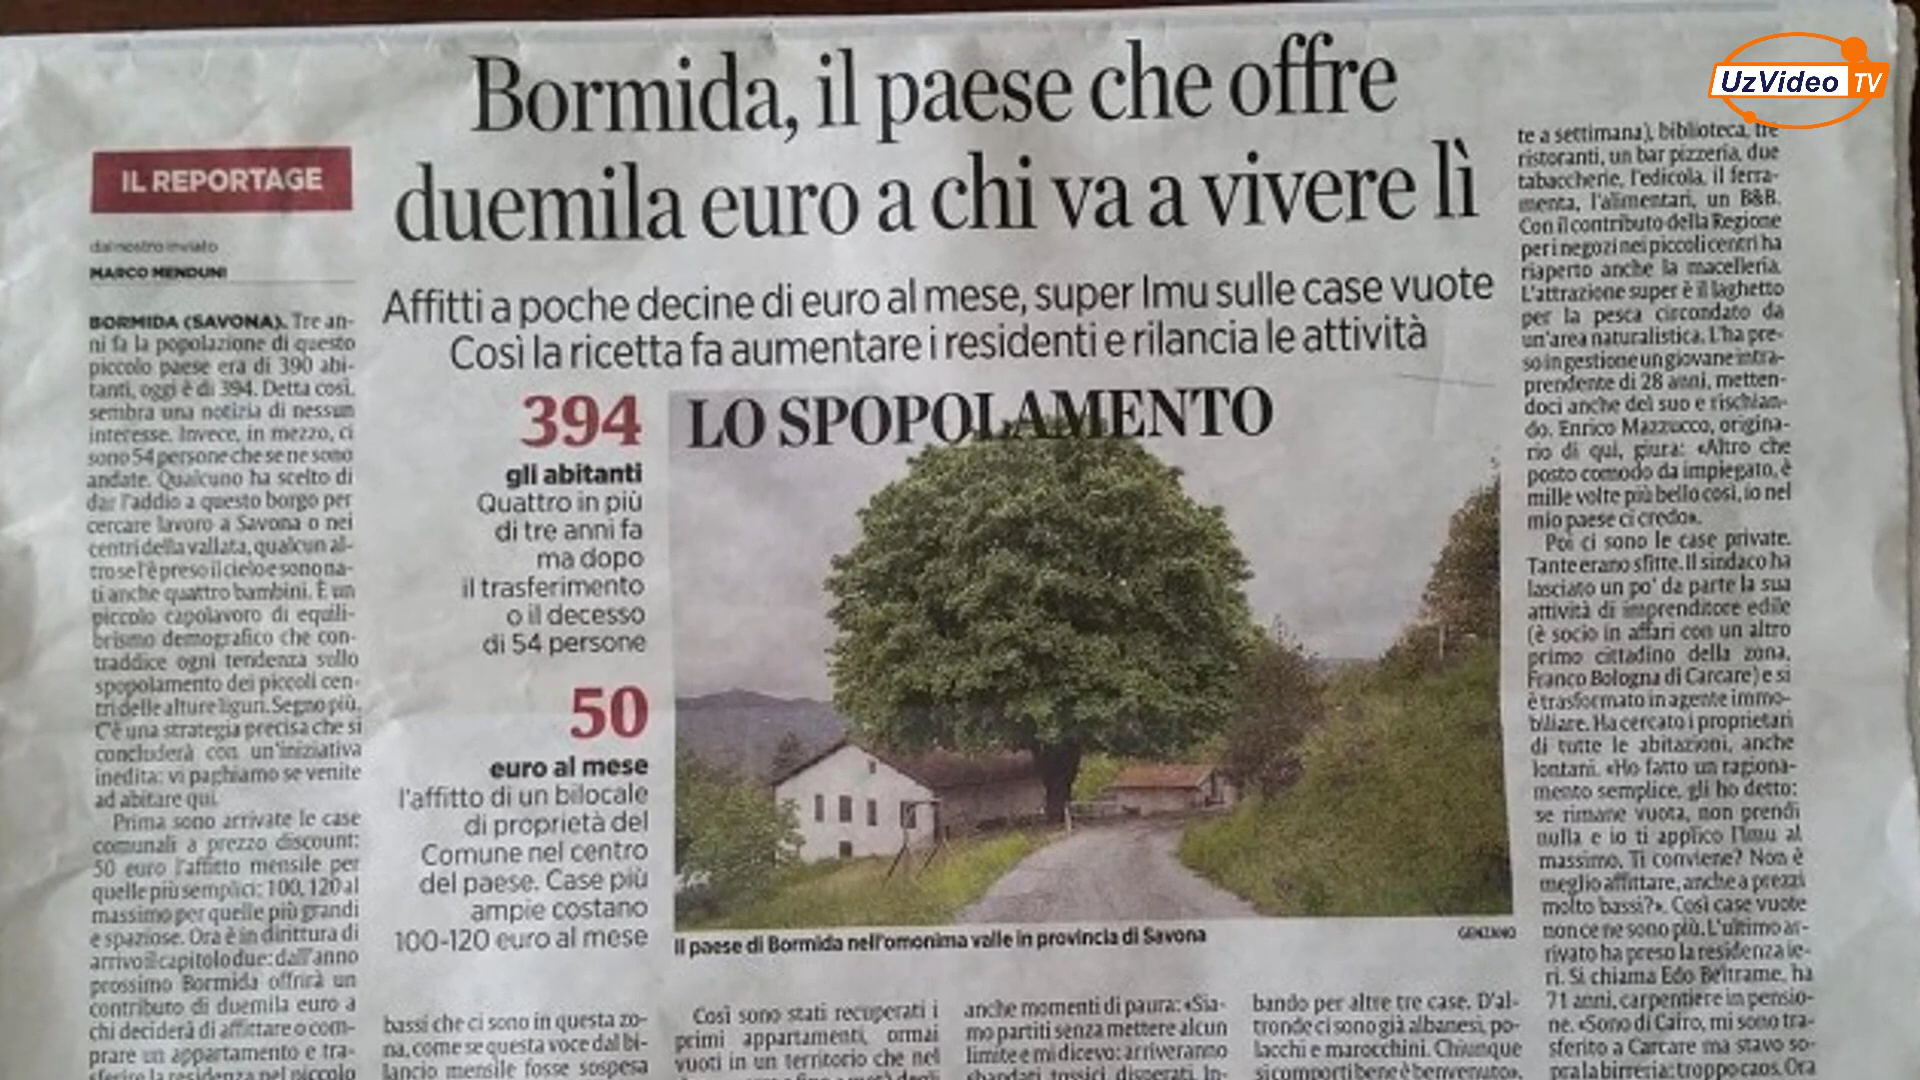 UzVideo TV
Bormida, il paese che offre
duemila euro a chi va a vivere lì
Affitti a poche decine di euro al mese, super Imu sulle case vuote
Così la ricetta fa aumentare i residenti e rilancia le attività
IL REPORTAGE
dal nostro inviato
MARCO MENDUNI
BORMIDA (SAVONA). Tre an-
ni fa la popolazione di questo
piccolo paese era di 390 abi-
tanti, oggi è di 394. Detta così,
sembra una notizia di nessun
interesse. Invece, in mezzo, ci
sono 54 persone che se ne sono
andate. Qualcuno ha scelto di
dar l'addio a questo borgo per
cercare lavoro a Savona o nei
centri della vallata, qualcun al-
tro se l'è preso il cielo e sono na-
ti anche quattro bambini. È un
piccolo capolavoro di equili-
brismo demografico che con-
traddice ogni tendenza sullo
spopolamento dei piccoli cen-
tri delle alture liguri. Segno più.
C'è una strategia precisa che si
concluderà con un'iniziativa
inedita: vi paghiamo se venite
ad abitare qui.
Prima sono arrivate le case
comunali a prezzo discount:
50 euro l'affitto mensile per
quelle più semplici: 100, 120 al
massimo per quelle più grandi
e spaziose. Ora è in dirittura di
arrivo il capitolo due: dall'anno
prossimo Bormida offrirà un
contributo di duemila euro a
chi deciderà di affittare o com-
prare un appartamento e tra-
sferire la residenza nel piccolo
394
gli abitanti
Quattro in più
di tre anni fa
ma dopo
il trasferimento
o il decesso
di 54 persone
50
euro al mese
l'affitto di un bilocale
di proprietà del
Comune nel centro
del paese. Case più
ampie costano
100-120 euro al mese
LO SPOPOLAMENTO
Il paese di Bormida nell'omonima valle in provincia di Savona
GENZANO
bassi che ci sono in questa zo-
na, come se questa voce dal bi-
lancio mensile fosse sospesa
Così sono stati recuperati i
primi appartamenti, ormai
vuoti in un territorio che nel
anche momenti di paura: «Sia-
mo partiti senza mettere alcun
limite e mi dicevo: arriveranno
sbandati, tossici, disperati. In-
bando per altre tre case. D'al-
tronde ci sono già albanesi, po-
lacchi e marocchini. Chiunque
si comporti bene è benvenuto».
te a settimana), biblioteca, tre
ristoranti, un bar pizzeria, due
tabaccherie, l'edicola, il ferra-
menta, l'alimentari, un B&B.
Con il contributo della Regione
per i negozi nei piccoli centri ha
riaperto anche la macelleria.
L'attrazione super è il laghetto
per la pesca circondato da
un'area naturalistica. L'ha pre-
so in gestione un giovane intra-
prendente di 28 anni, metten-
doci anche del suo e rischian-
do. Enrico Mazzucco, origina-
rio di qui, giura: «Altro che
posto comodo da impiegato, è
mille volte più bello così, io nel
mio paese ci credo».
Poi ci sono le case private.
Tante erano sfitte. Il sindaco ha
lasciato un po' da parte la sua
attività di imprenditore edile
(è socio in affari con un altro
primo cittadino della zona,
Franco Bologna di Carcare) e si
è trasformato in agente immo-
biliare. Ha cercato i proprietari
di tutte le abitazioni, anche
lontani. «Ho fatto un ragiona-
mento semplice, gli ho detto:
se rimane vuota, non prendi
nulla e io ti applico l'Imu al
massimo. Ti conviene? Non è
meglio affittare, anche a prezzi
molto bassi?». Così case vuote
non ce ne sono più. L'ultimo ar-
rivato ha preso la residenza ie-
ri. Si chiama Edo Beltrame, ha
71 anni, carpentiere in pensio-
ne. «Sono di Cairo, mi sono tra-
sferito a Carcare ma stavo so-
pra la birreria: troppo caos. Ora